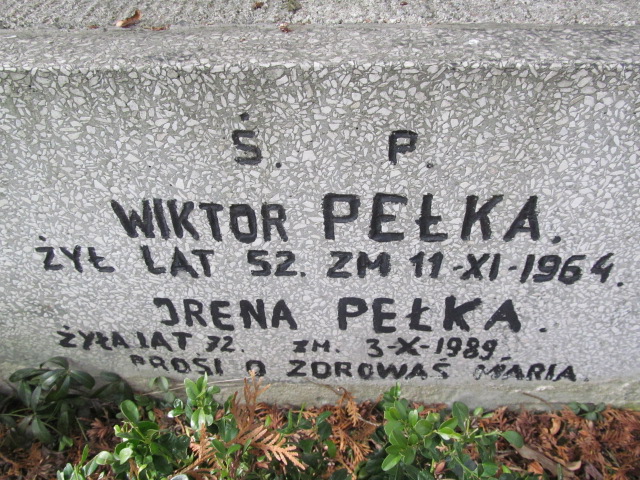 Ś. P.
WIKTOR PEŁKA.
ŻYŁ LAT 52. ZM 11-XI-1964.
IRENA PEŁKA.
ŻYŁA LAT 72. ZM. 3-X-1989.
PROSI O ZDROWAŚ MARIA.